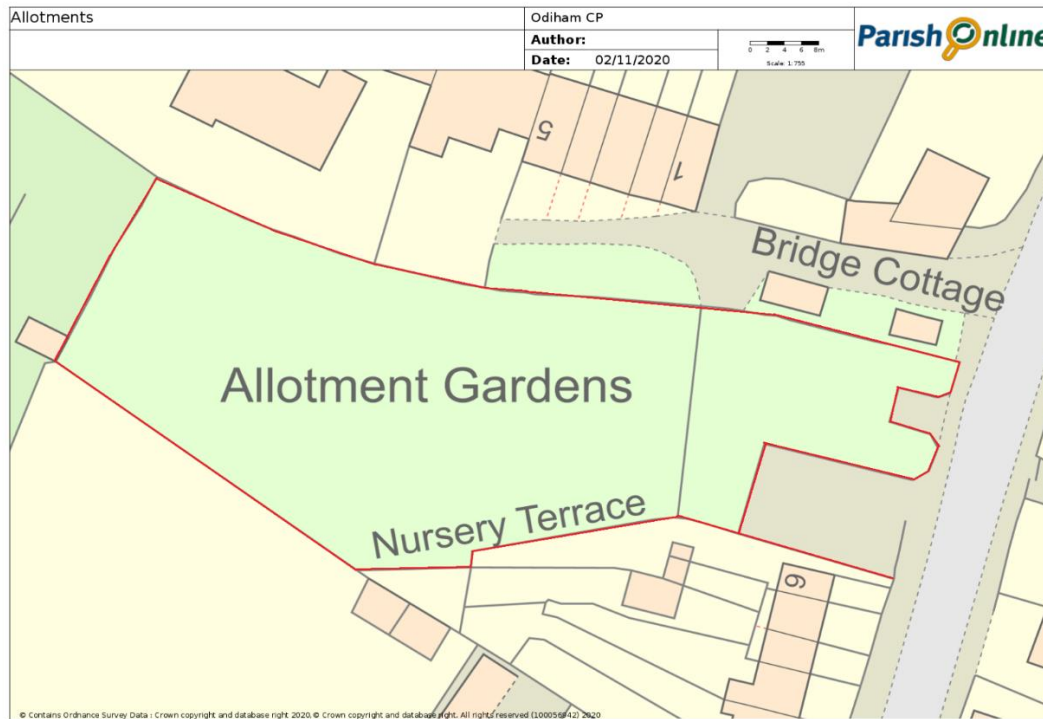 Allotments
Odiham CP
Author:
Date: 02/11/2020
0 2 4 6 8m
Scale: 1:755
Parish Online
5
1
Bridge Cottage
Allotment Gardens
Nursery Terrace
6
© Contains Ordnance Survey Data : Crown copyright and database right 2020, © Crown copyright and database right. All rights reserved (100056942) 2020